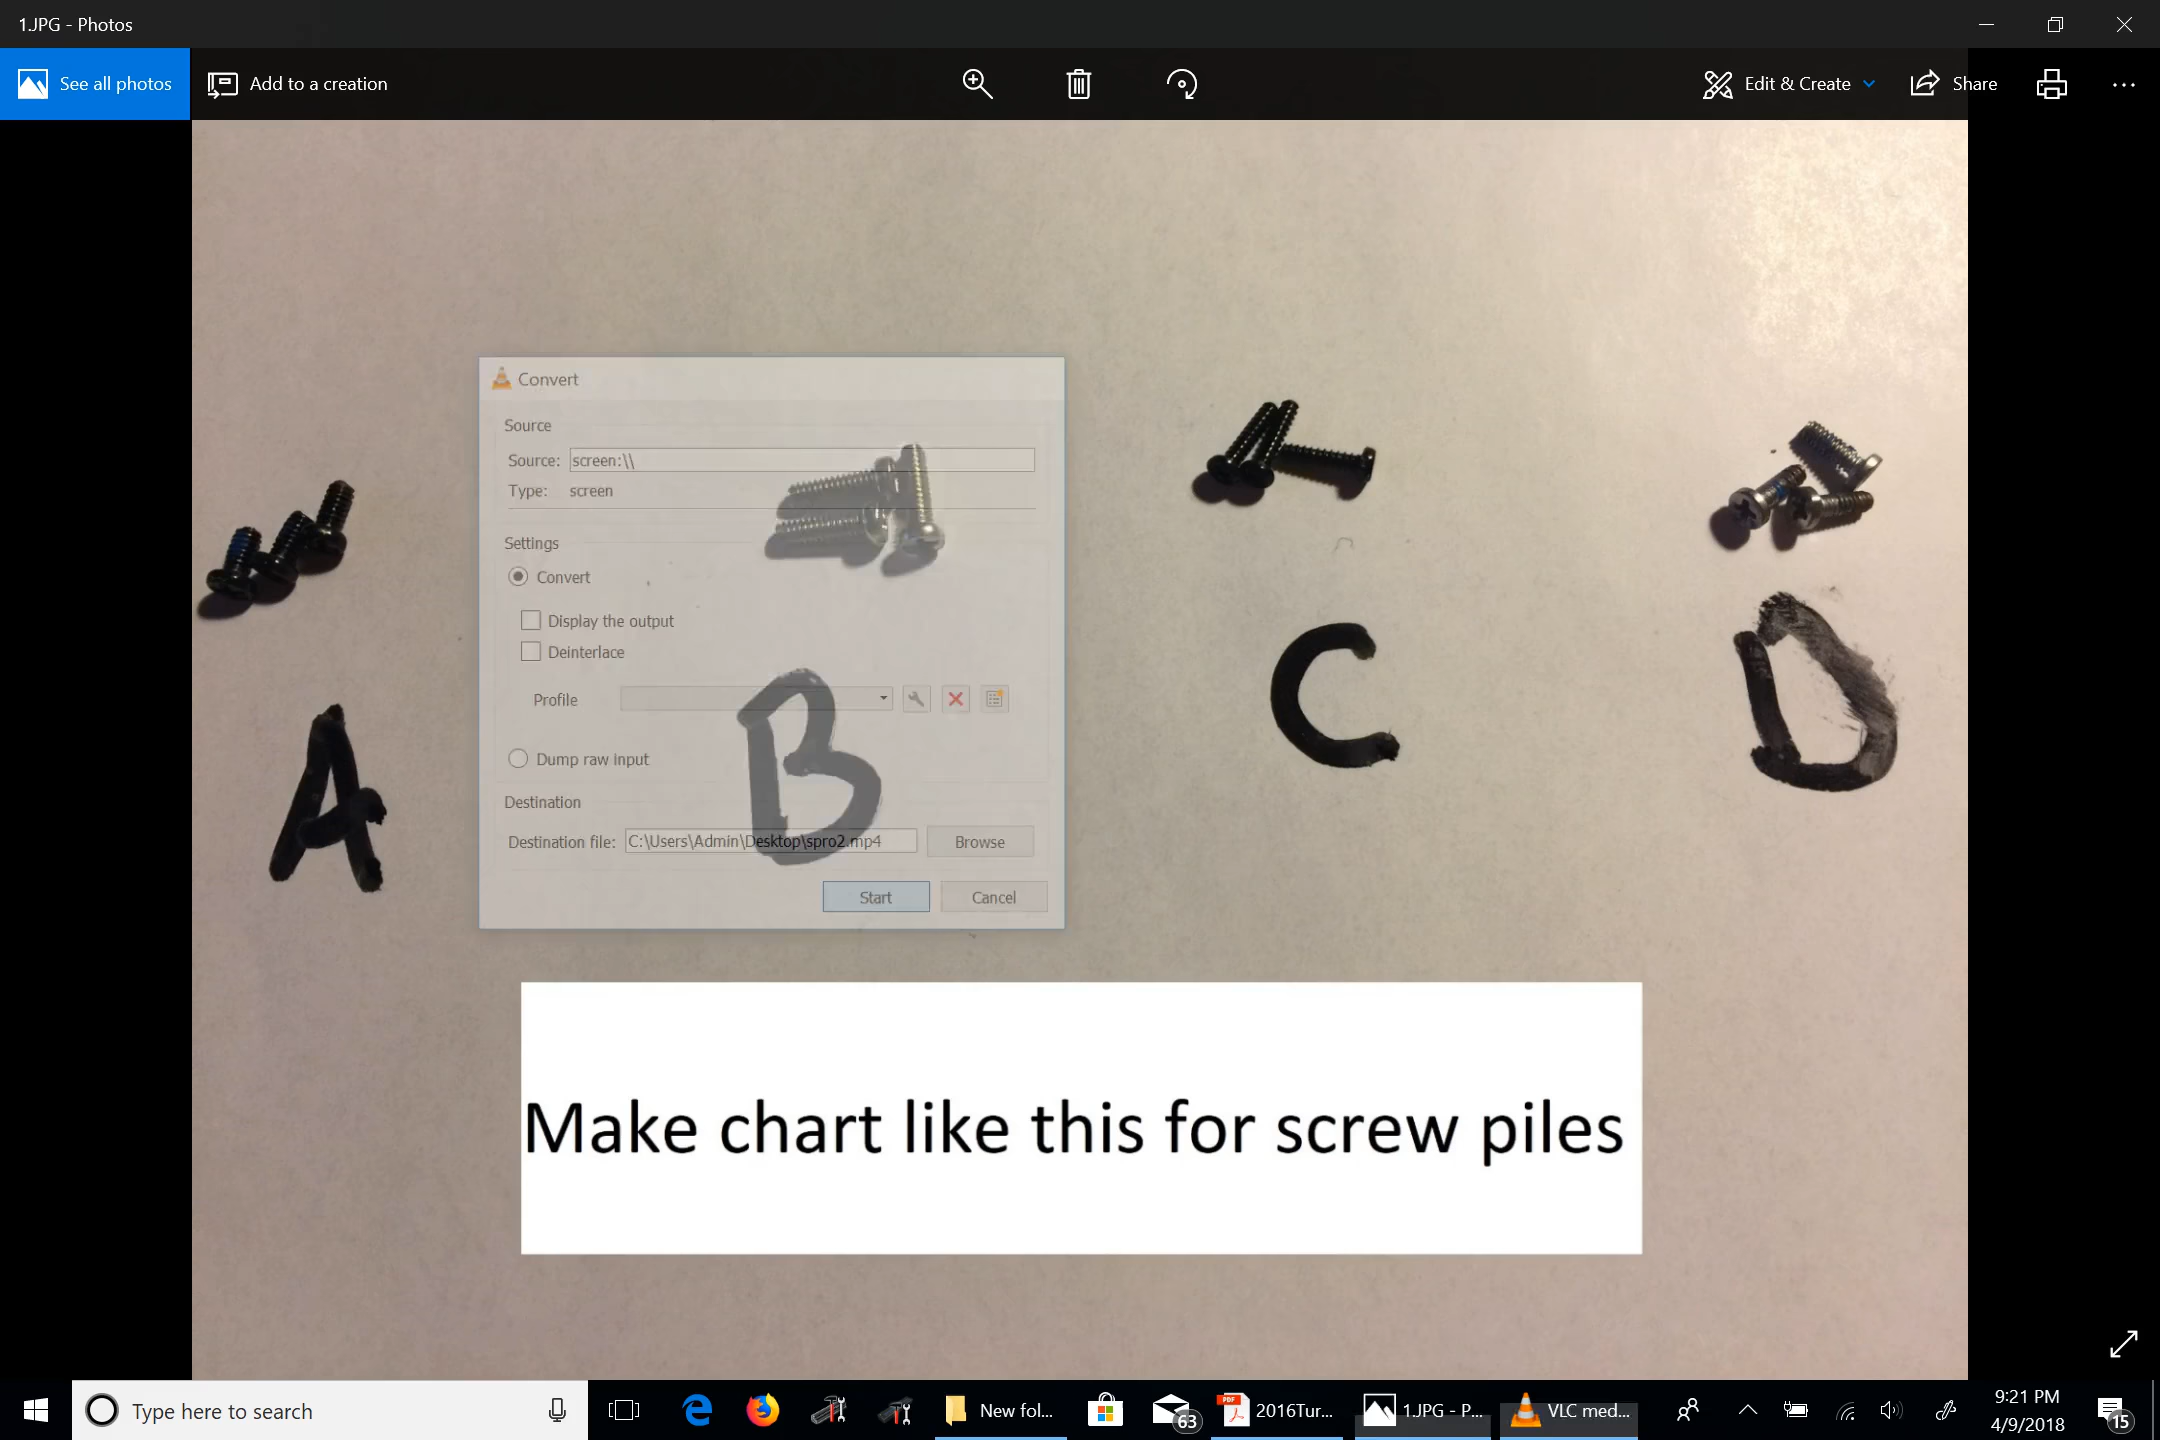 1.JPG - Photos
See all photos
Add to a creation
Edit & Create
Share
Convert
Source
Source: screen:\\
Type: screen
Settings
Convert
Display the output
Deinterlace
Profile
Dump raw input
Destination
Destination file: C:\Users\Admin\Desktop\spro2.mp4 Browse
Start Cancel
A B C D
Make chart like this for screw piles
Type here to search
63
PDF
New fol...
2016Tur...
1.JPG - P...
VLC med...
9:21 PM
4/9/2018
15